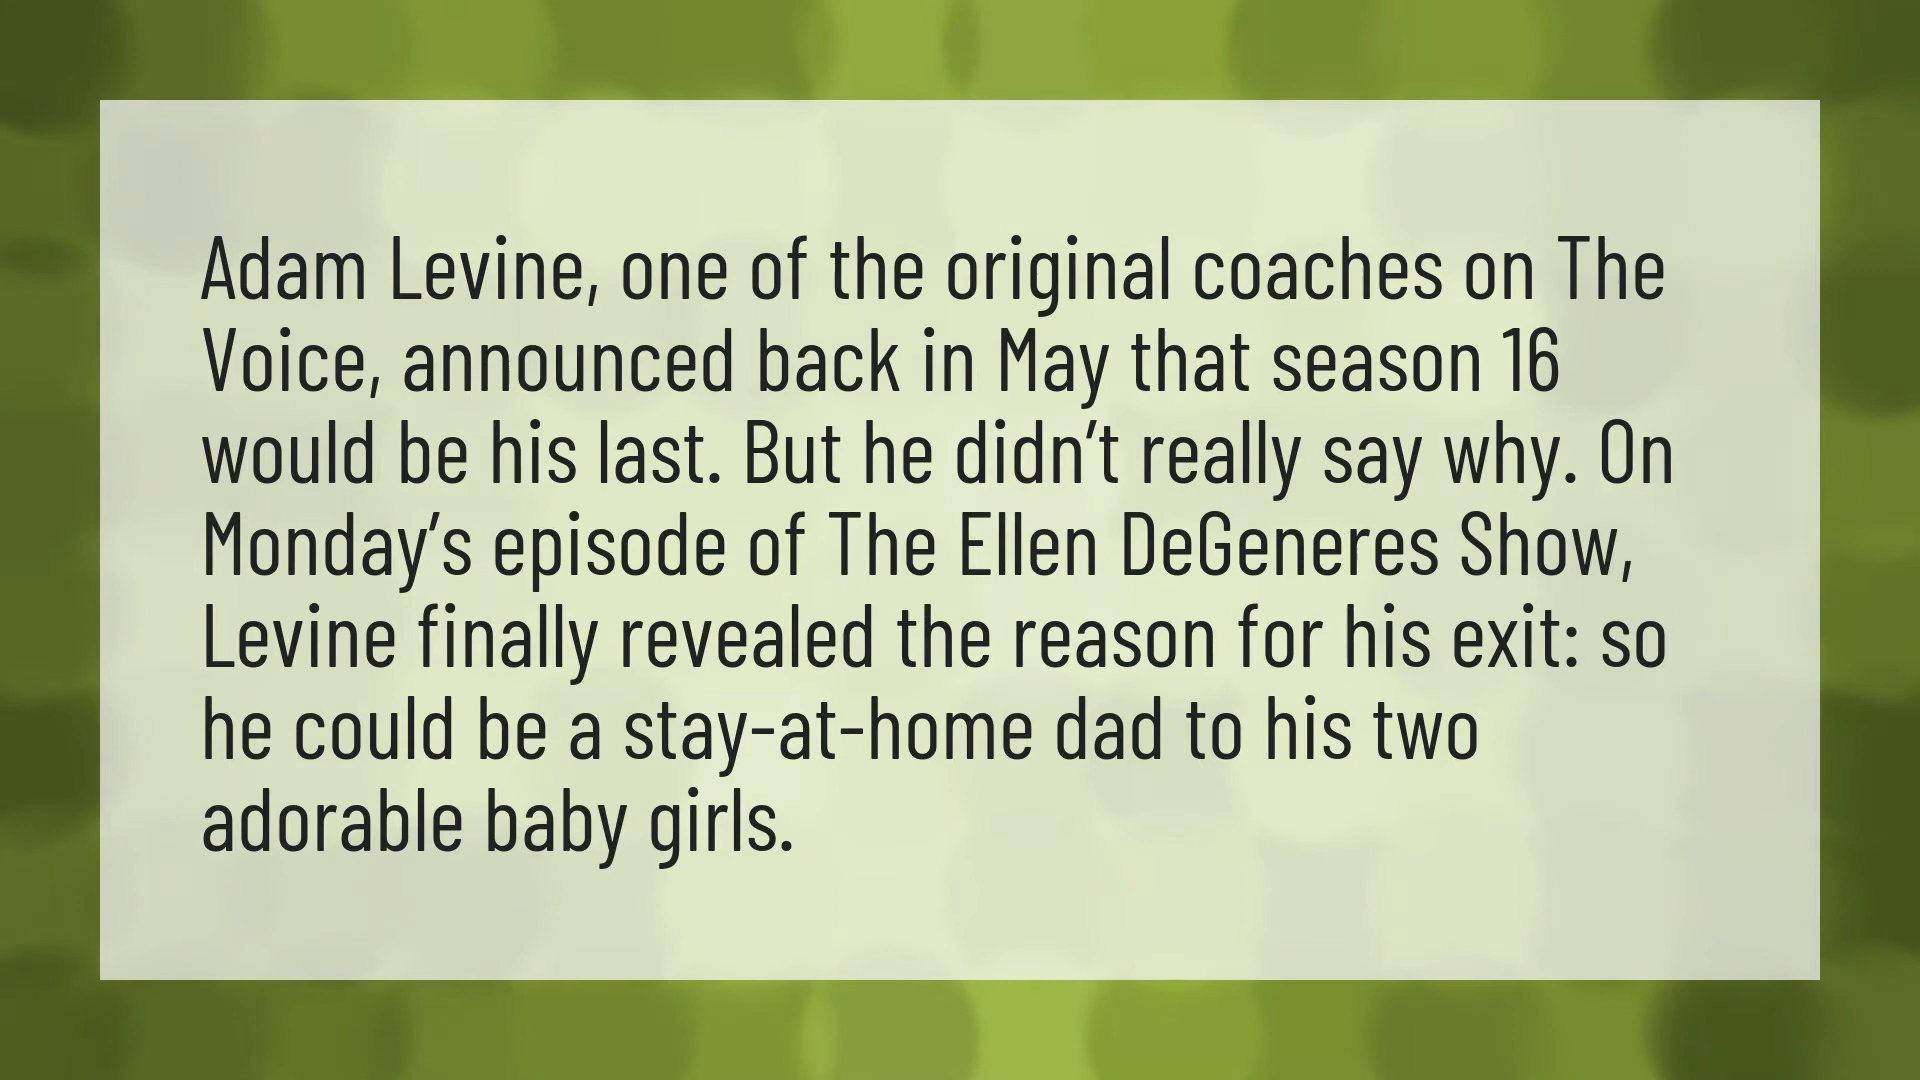 Adam Levine, one of the original coaches on The
Voice, announced back in May that season 16
would be his last. But he didn’t really say why. On
Monday’s episode of The Ellen DeGeneres Show,
Levine finally revealed the reason for his exit: so
he could be a stay-at-home dad to his two
adorable baby girls.